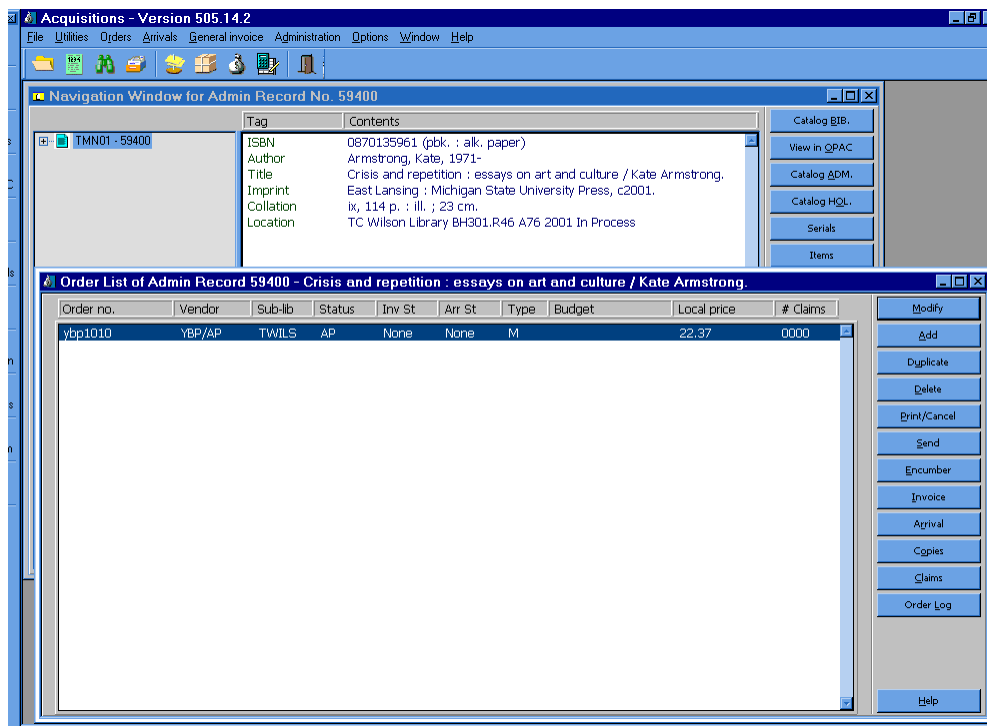 Acquisitions - Version 505.14.2
File Utilities Orders Arrivals General invoice Administration Options Window Help
Navigation Window for Admin Record No. 59400
TMN01 - 59400
Tag Contents
ISBN 0870135961 (pbk. : alk. paper)
Author Armstrong, Kate, 1971-
Title Crisis and repetition : essays on art and culture / Kate Armstrong.
Imprint East Lansing : Michigan State University Press, c2001.
Collation ix, 114 p. : ill. ; 23 cm.
Location TC Wilson Library BH301.R46 A76 2001 In Process
Catalog BIB.
View in OPAC
Catalog ADM.
Catalog HOL.
Serials
Items
Order List of Admin Record 59400 - Crisis and repetition : essays on art and culture / Kate Armstrong.
Order no. Vendor Sub-lib Status Inv St Arr St Type Budget Local price # Claims
ybp1010 YBP/AP TWILS AP None None M 22.37 0000
Modify
Add
Duplicate
Delete
Print/Cancel
Send
Encumber
Invoice
Arrival
Copies
Claims
Order Log
Help